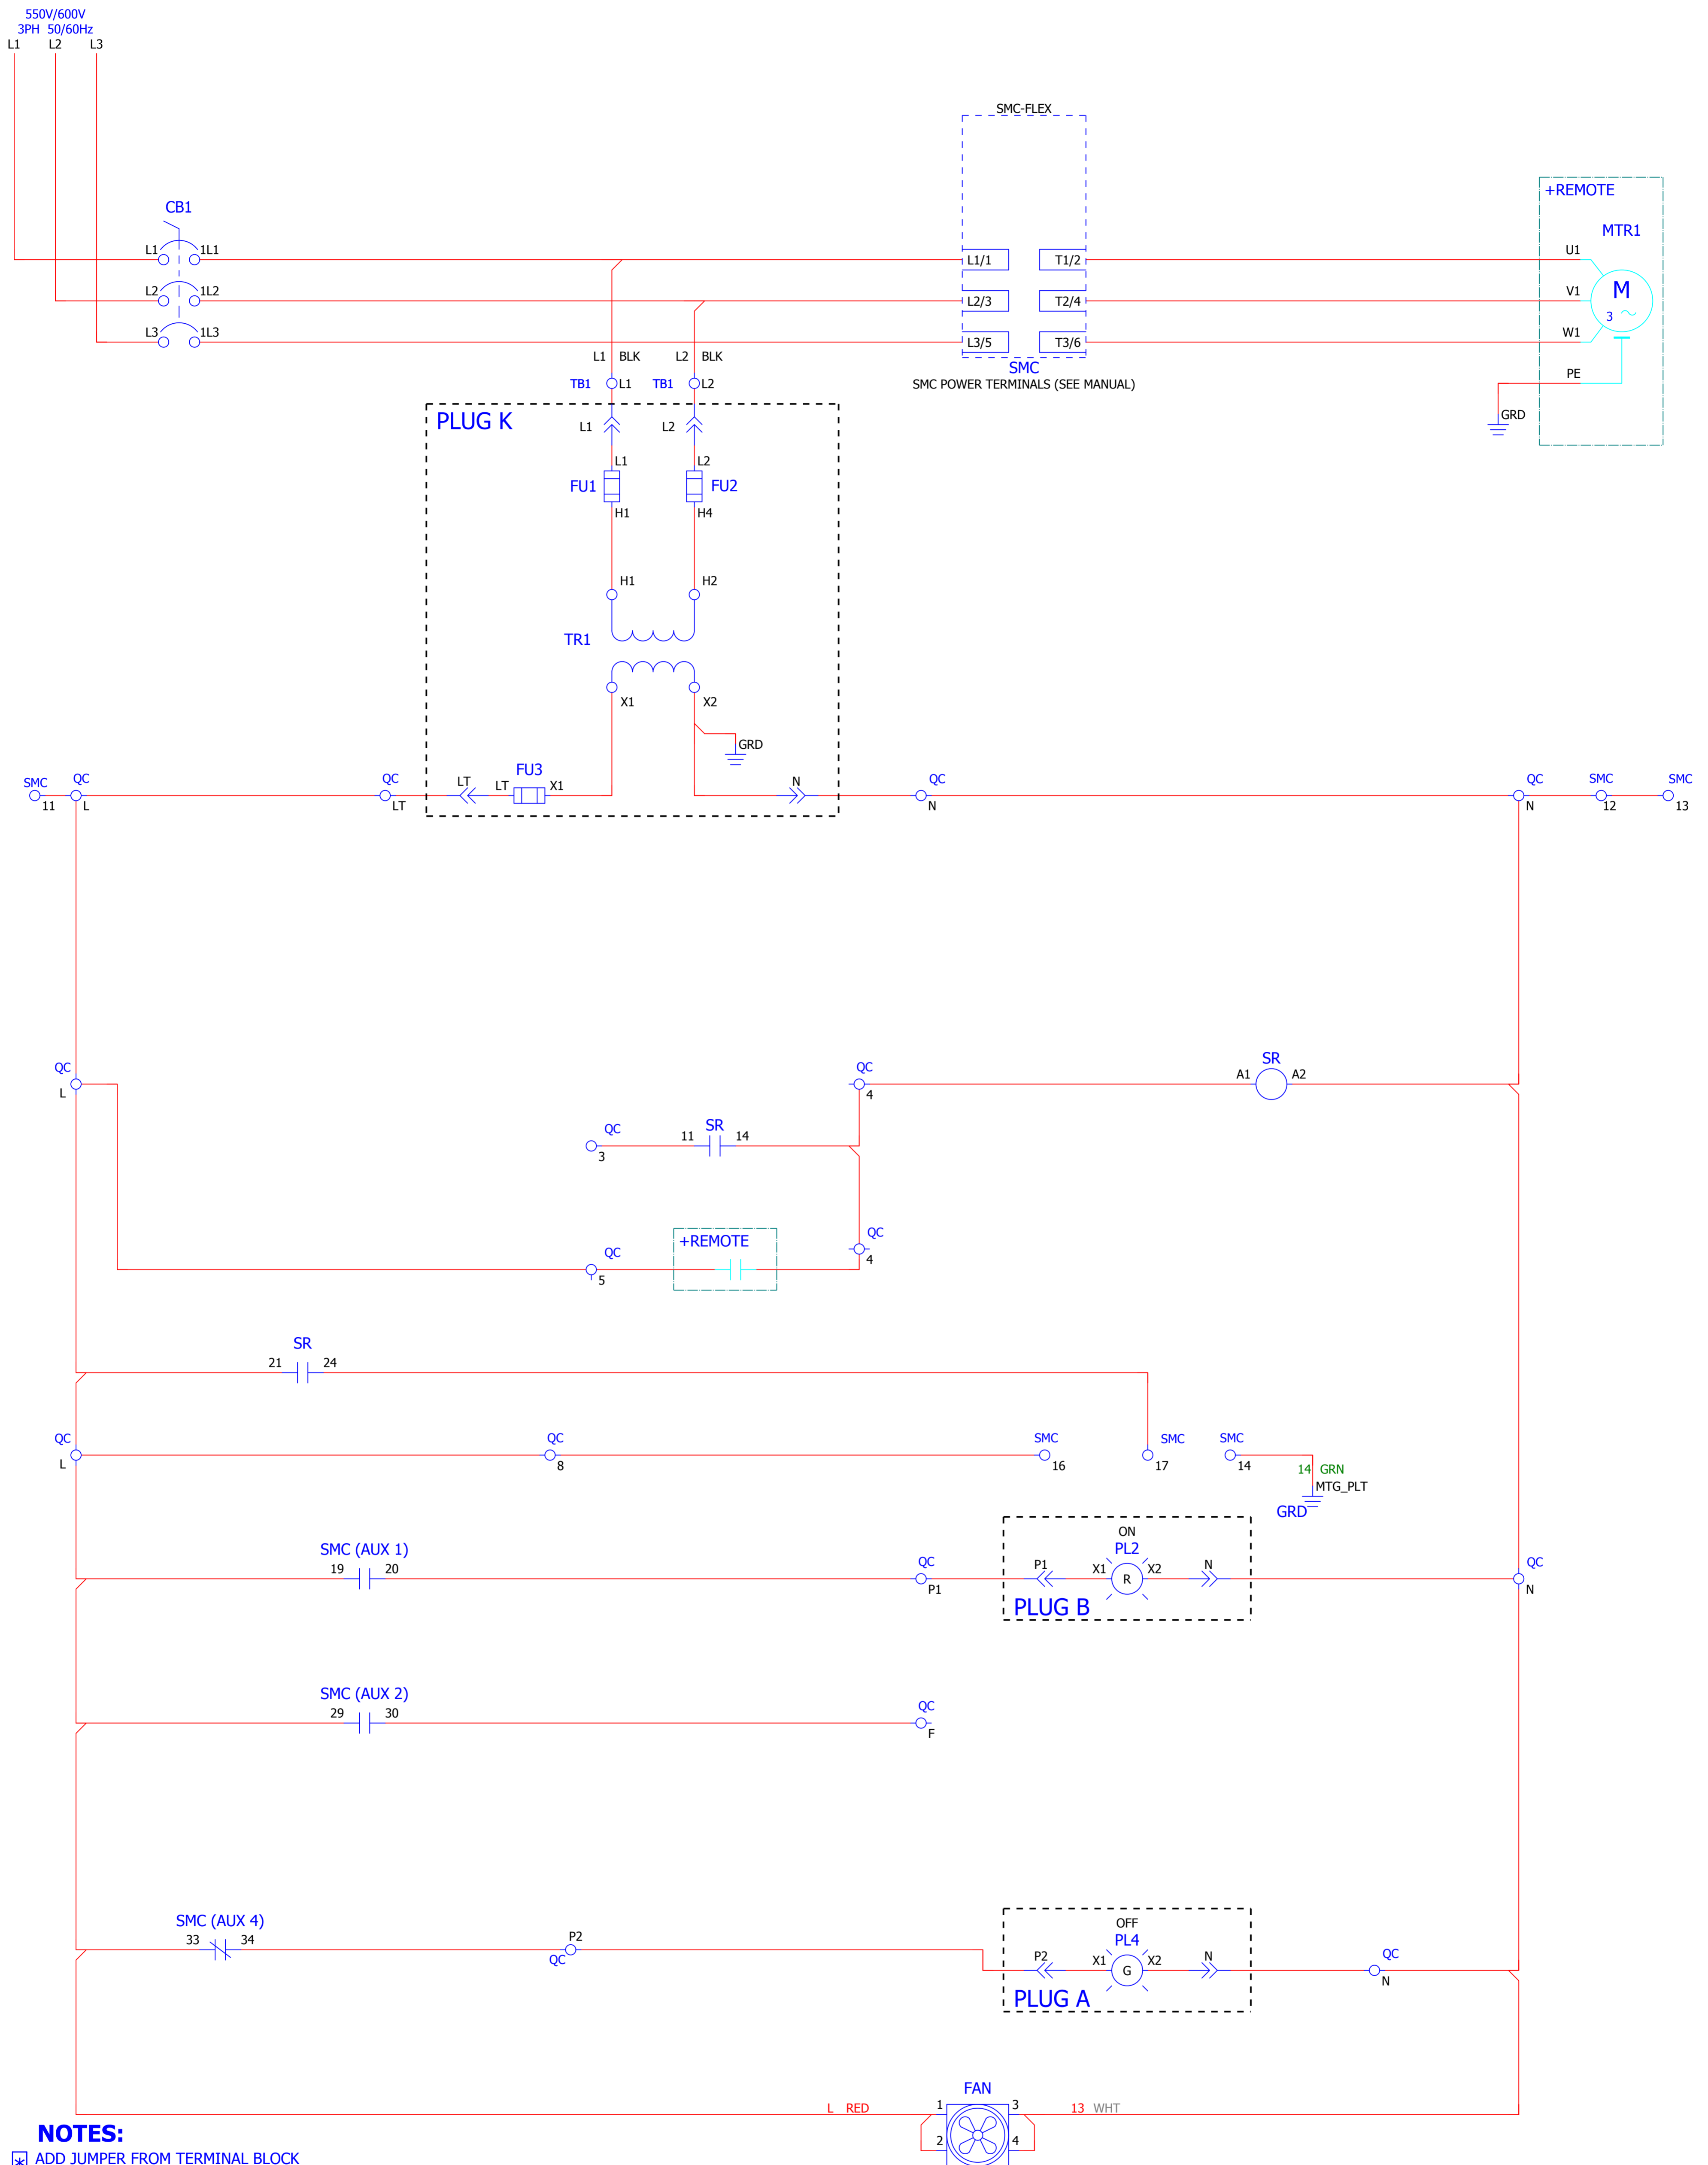 550V/600V
3PH 50/60Hz
L1 L2 L3
SMC-FLEX
+REMOTE
MTR1
CB1
L1 1L1
L1/1 T1/2
U1
L2 1L2
L2/3 T2/4
V1
M
3
L3 1L3
L3/5 T3/6
W1
L1 BLK L2 BLK
SMC
SMC POWER TERMINALS (SEE MANUAL)
PE
TB1 L1 TB1 L2
GRD
PLUG K
L1 L2
L1 L2
FU1 FU2
H1 H4
H1 H2
TR1
X1 X2
GRD
SMC QC QC LT LT FU3 X1 N QC QC SMC SMC
11 L LT N N 12 13
QC QC SR
L 4 A1 A2
QC 11 SR 14
3
+REMOTE
QC QC
5 4
SR
21 24
QC QC SMC SMC SMC
L 8 16 17 14
14 GRN
MTG_PLT
GRD
ON
PL2
SMC (AUX 1)
19 20 QC P1 X1 R X2 N QC
P1 N
PLUG B
SMC (AUX 2)
29 30 QC
F
OFF
PL4
SMC (AUX 4)
33 34 P2
QC
P2 X1 G X2 N QC
N
PLUG A
FAN
L RED 1 3 13 WHT
2 4
NOTES:
* ADD JUMPER FROM TERMINAL BLOCK